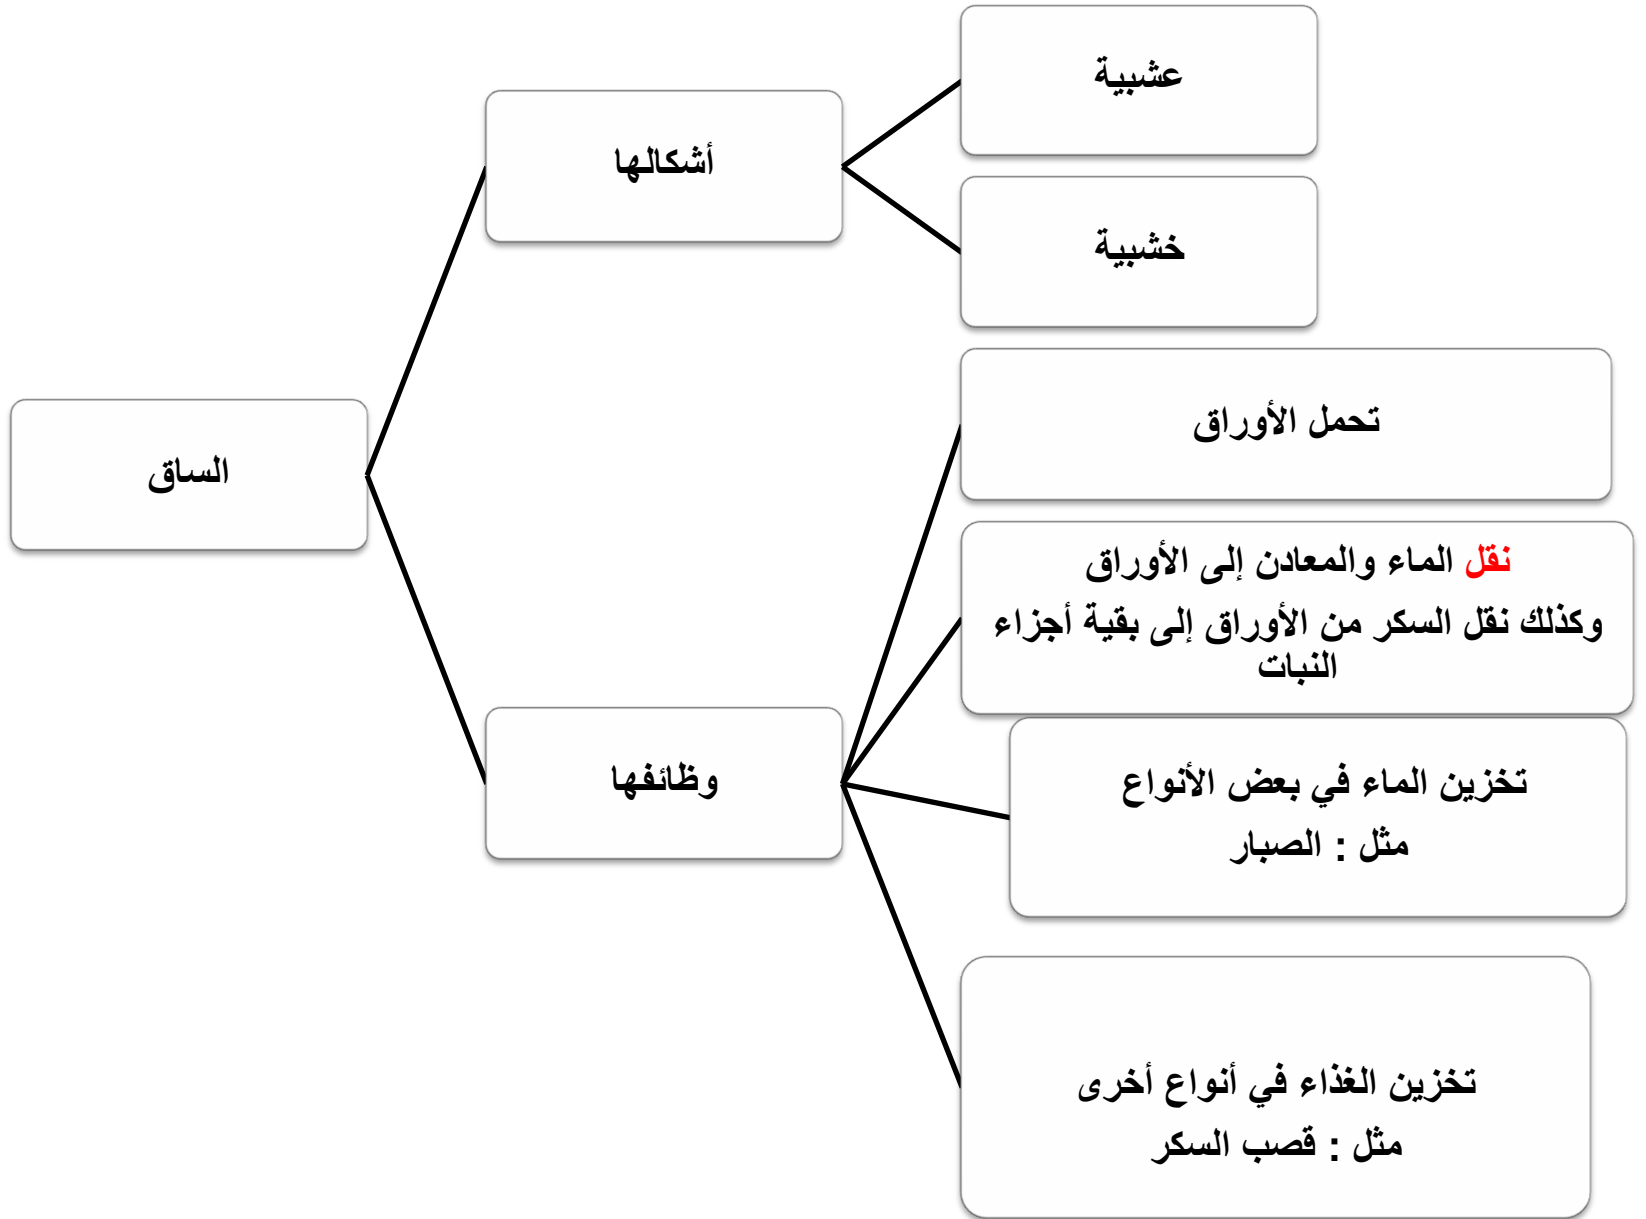 الساق
أشكالها
عشبية
خشبية
وظائفها
تحمل الأوراق
نقل الماء والمعادن إلى الأوراق
وكذلك نقل السكر من الأوراق إلى بقية أجزاء
النبات
تخزين الماء في بعض الأنواع
مثل : الصبار
تخزين الغذاء في أنواع أخرى
مثل : قصب السكر